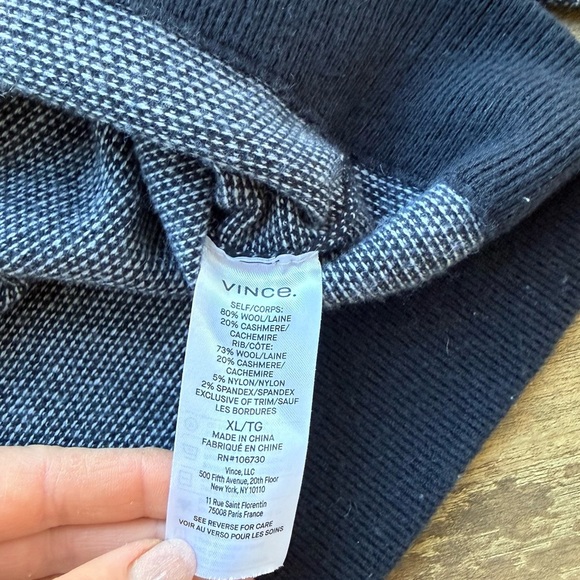 VINCE.
SELF/CORPS:
80% WOOL/LAINE
20% CASHMERE/
CACHEMIRE
RIB/CÔTE:
73% WOOL/LAINE
20% CASHMERE/
CACHEMIRE
5% NYLON/NYLON
2% SPANDEX/SPANDEX
EXCLUSIVE OF TRIM/SAUF
LES BORDURES
XL/TG
MADE IN CHINA
FABRIQUÉ EN CHINE
RN#106730
Vince, LLC
500 Fifth Avenue, 20th Floor
New York, NY 10110
11 Rue Saint Florentin
75008 Paris France
SEE REVERSE FOR CARE
VOIR AU VERSO POUR LES SOINS